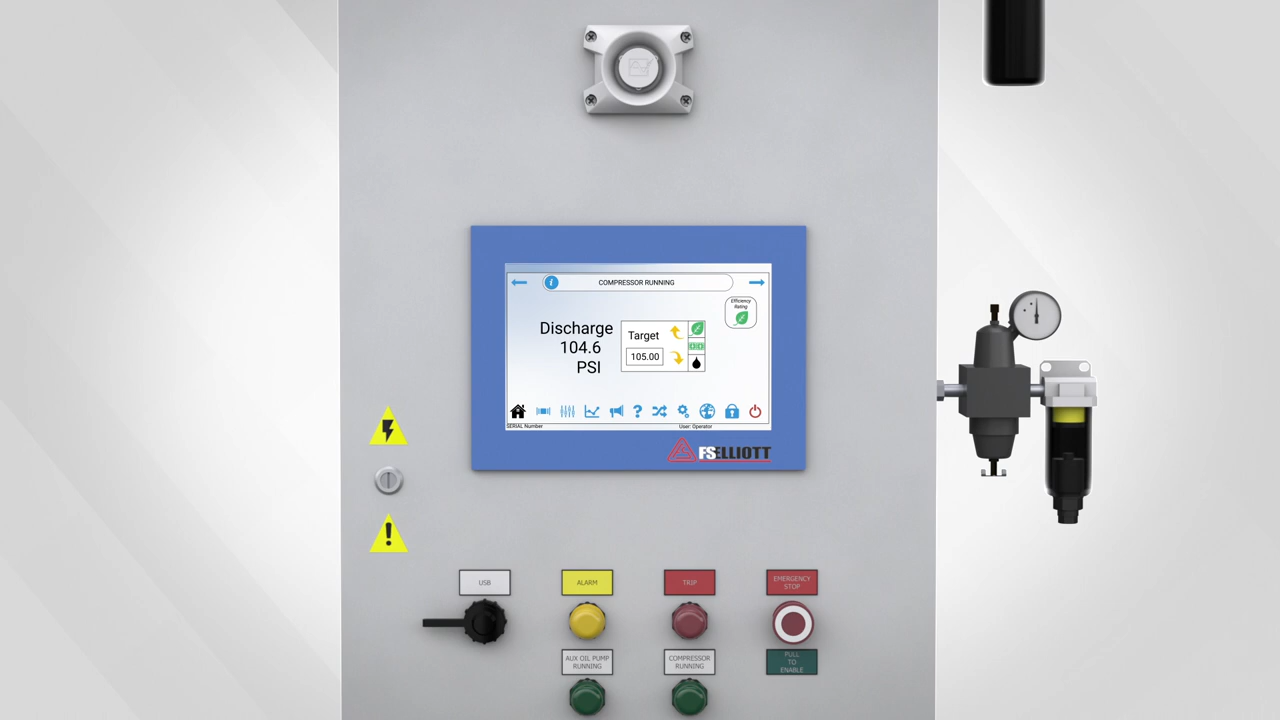 COMPRESSOR RUNNING
Efficiency
Rating
Discharge
104.6
PSI
Target
105.00
SERIAL Number
User: Operator
FSELLIOTT
USB
ALARM
TRIP
EMERGENCY
STOP
AUX OIL PUMP
RUNNING
COMPRESSOR
RUNNING
PULL
TO
ENABLE